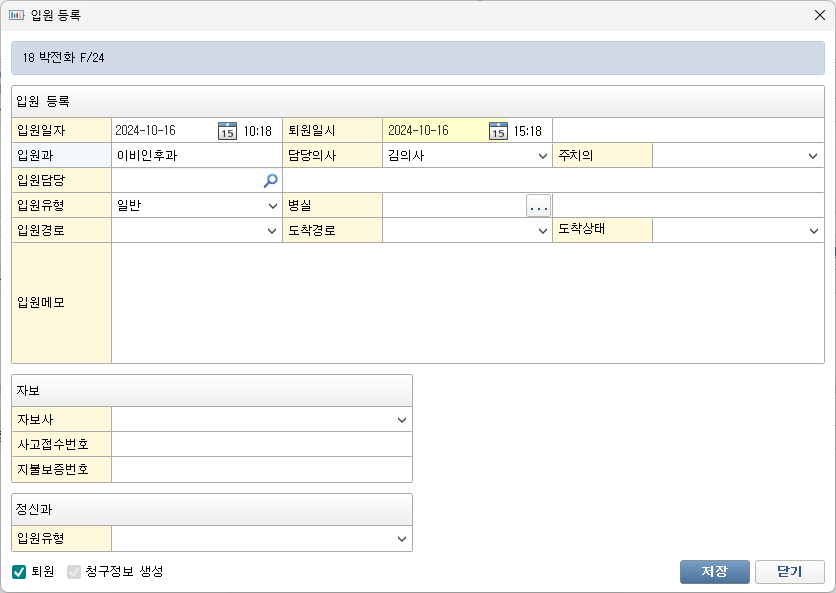 입원 등록
18 박전화 F/24
입원 등록
입원일자 2024-10-16 15 10:18 퇴원일시 2024-10-16 15 15:18
입원과 이비인후과 담당의사 김의사 주치의
입원담당
입원유형 일반 병실 ...
입원경로 도착경로 도착상태
입원메모
자보
자보사
사고접수번호
지불보증번호
정신과
입원유형
퇴원 청구정보 생성 저장 닫기